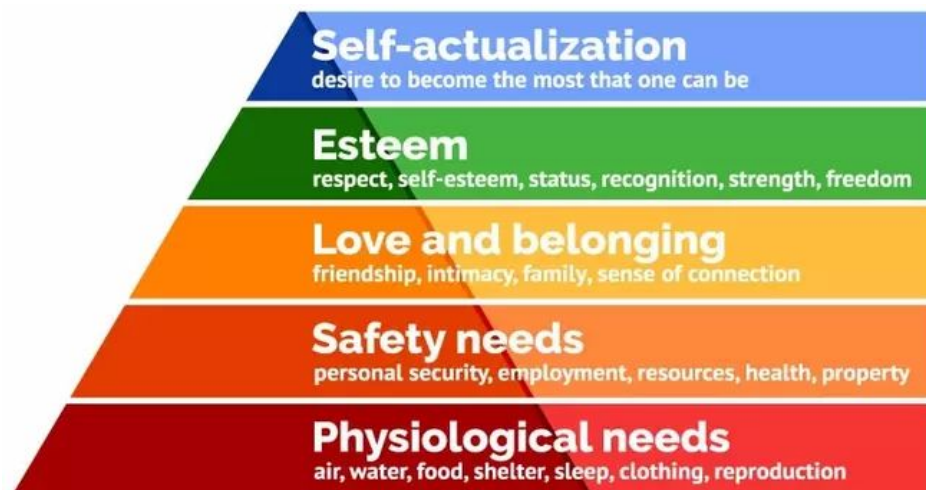 Self-actualization
desire to become the most that one can be
Esteem
respect, self-esteem, status, recognition, strength, freedom
Love and belonging
friendship, intimacy, family, sense of connection
Safety needs
personal security, employment, resources, health, property
Physiological needs
air, water, food, shelter, sleep, clothing, reproduction